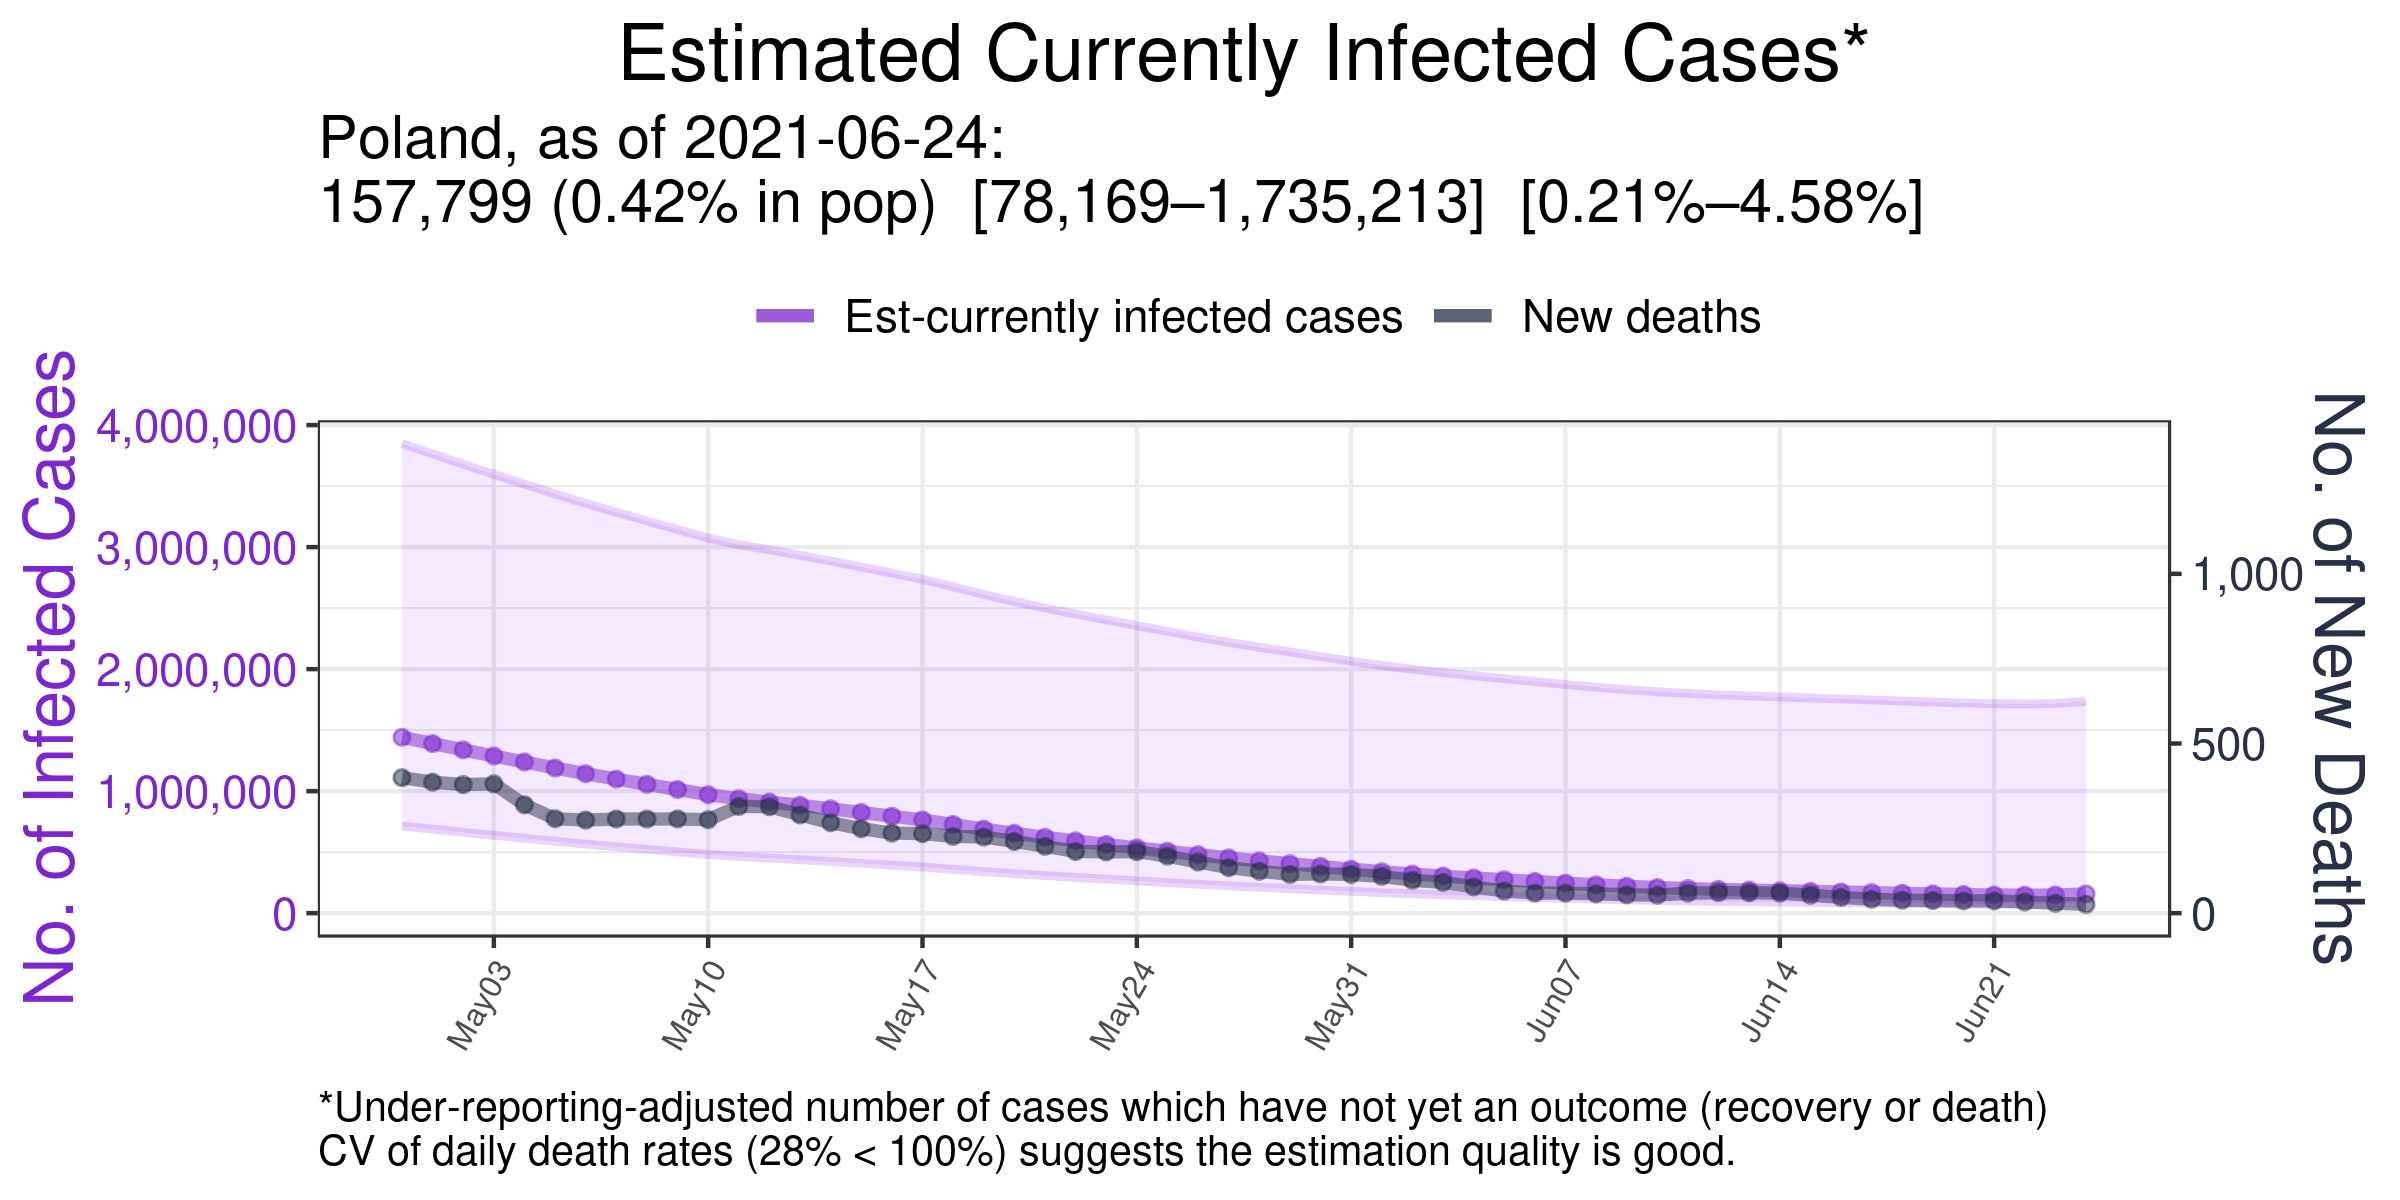 Estimated Currently Infected Cases*
Poland, as of 2021-06-24:
157,799 (0.42% in pop)  [78,169–1,735,213]  [0.21%–4.58%]
Est-currently infected cases
New deaths
No. of Infected Cases
4,000,000
3,000,000
2,000,000
1,000,000
0
No. of New Deaths
1,000
500
0
May03
May10
May17
May24
May31
Jun07
Jun14
Jun21
*Under-reporting-adjusted number of cases which have not yet an outcome (recovery or death)
CV of daily death rates (28% < 100%) suggests the estimation quality is good.